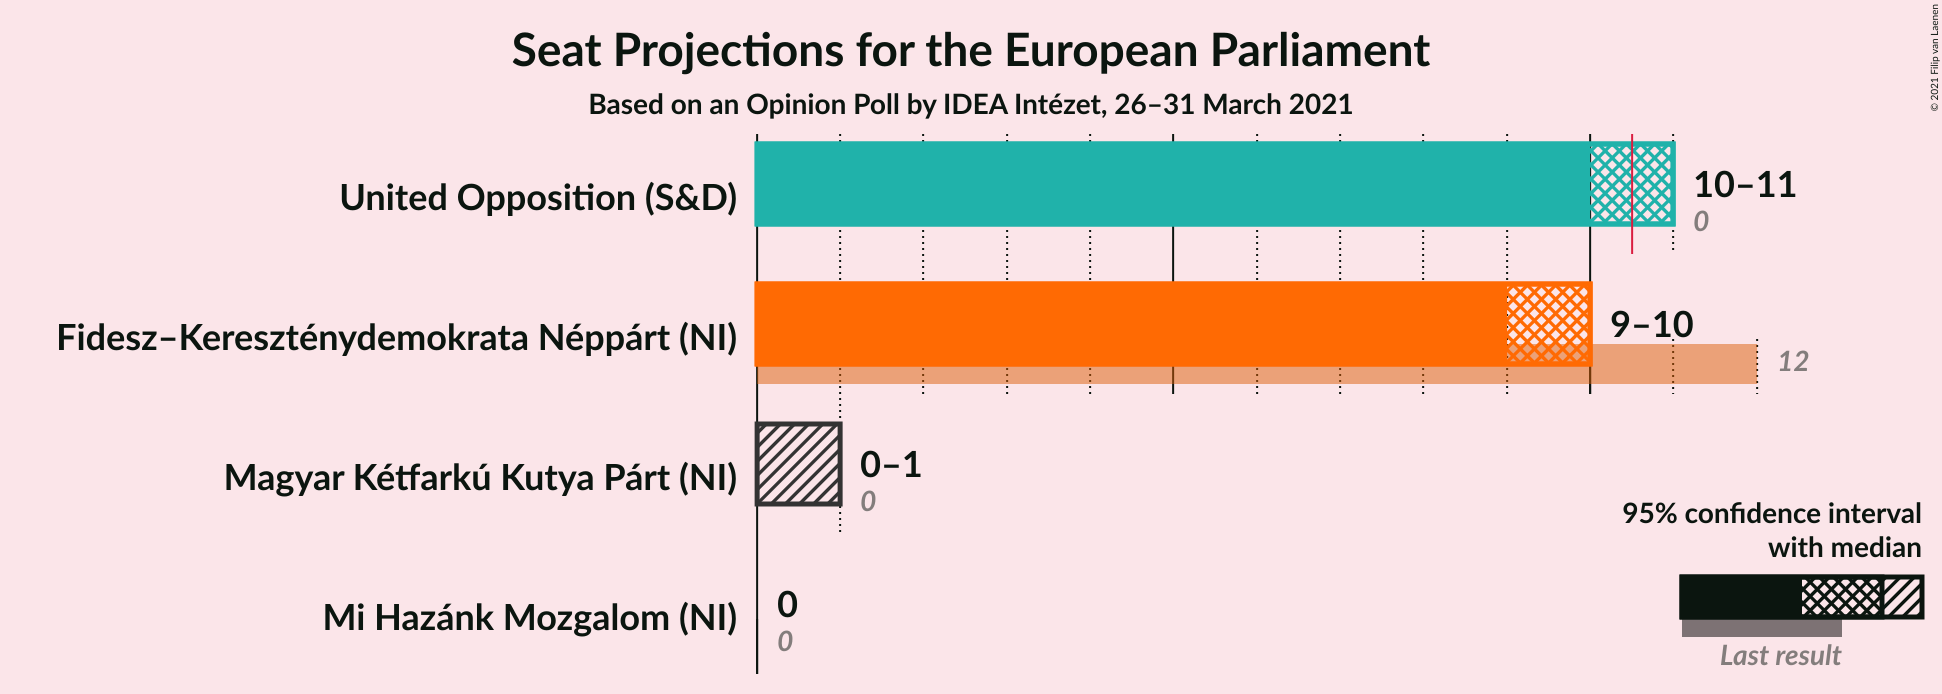 Seat Projections for the European Parliament
Based on an Opinion Poll by IDEA Intézet, 26–31 March 2021
© 2021 Filip van Laenen
United Opposition (S&D)
10–11
0
Fidesz–Kereszténydemokrata Néppárt (NI)
9–10
12
Magyar Kétfarkú Kutya Párt (NI)
0–1
0
Mi Hazánk Mozgalom (NI)
0
0
95% confidence interval
with median
Last result